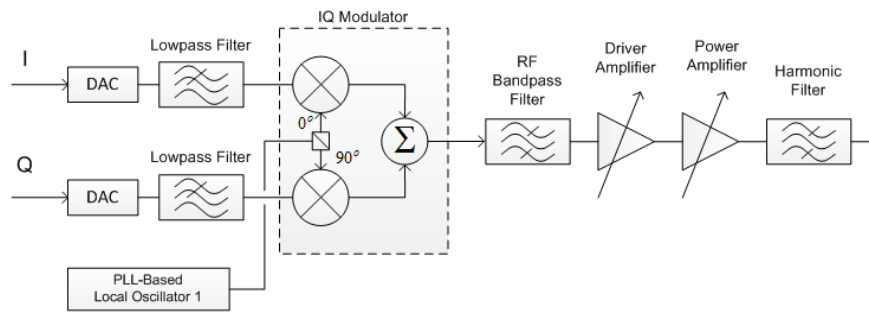 IQ Modulator
I
Lowpass Filter
DAC
0°
Q
Lowpass Filter
DAC
90°
Σ
RF
Bandpass
Filter
Driver
Amplifier
Power
Amplifier
Harmonic
Filter
PLL-Based
Local Oscillator 1